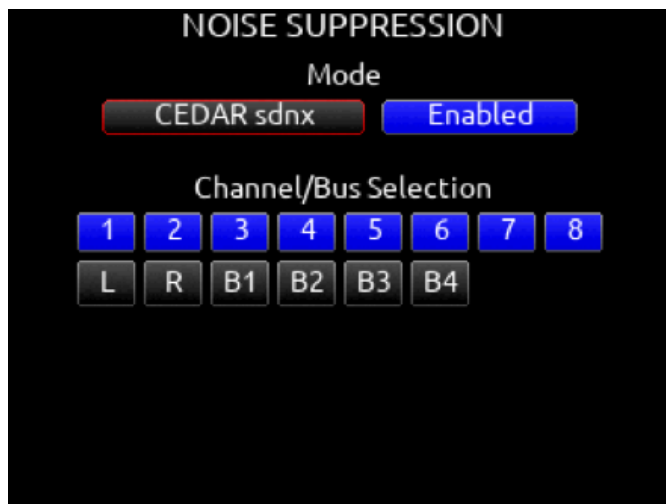 NOISE SUPPRESSION
Mode
CEDAR sdnx Enabled
Channel/Bus Selection
1 2 3 4 5 6 7 8
L R B1 B2 B3 B4